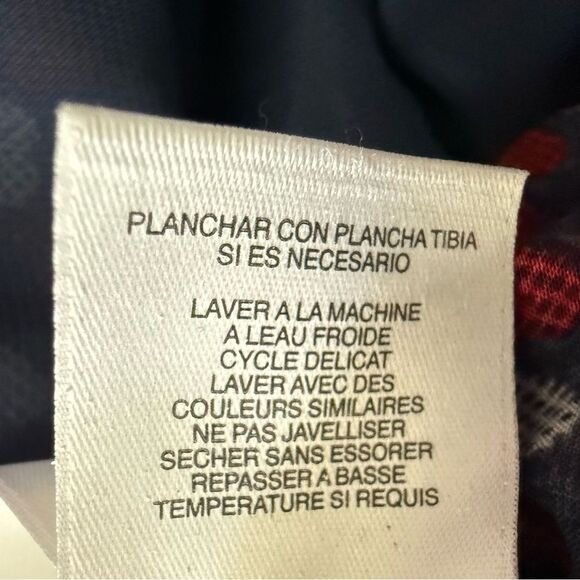 PLANCHAR CON PLANCHA TIBIA
SI ES NECESARIO
LAVER A LA MACHINE
A LEAU FROIDE
CYCLE DELICAT
LAVER AVEC DES
COULEURS SIMILAIRES
NE PAS JAVELLISER
SECHER SANS ESSORER
REPASSER A BASSE
TEMPERATURE SI REQUIS